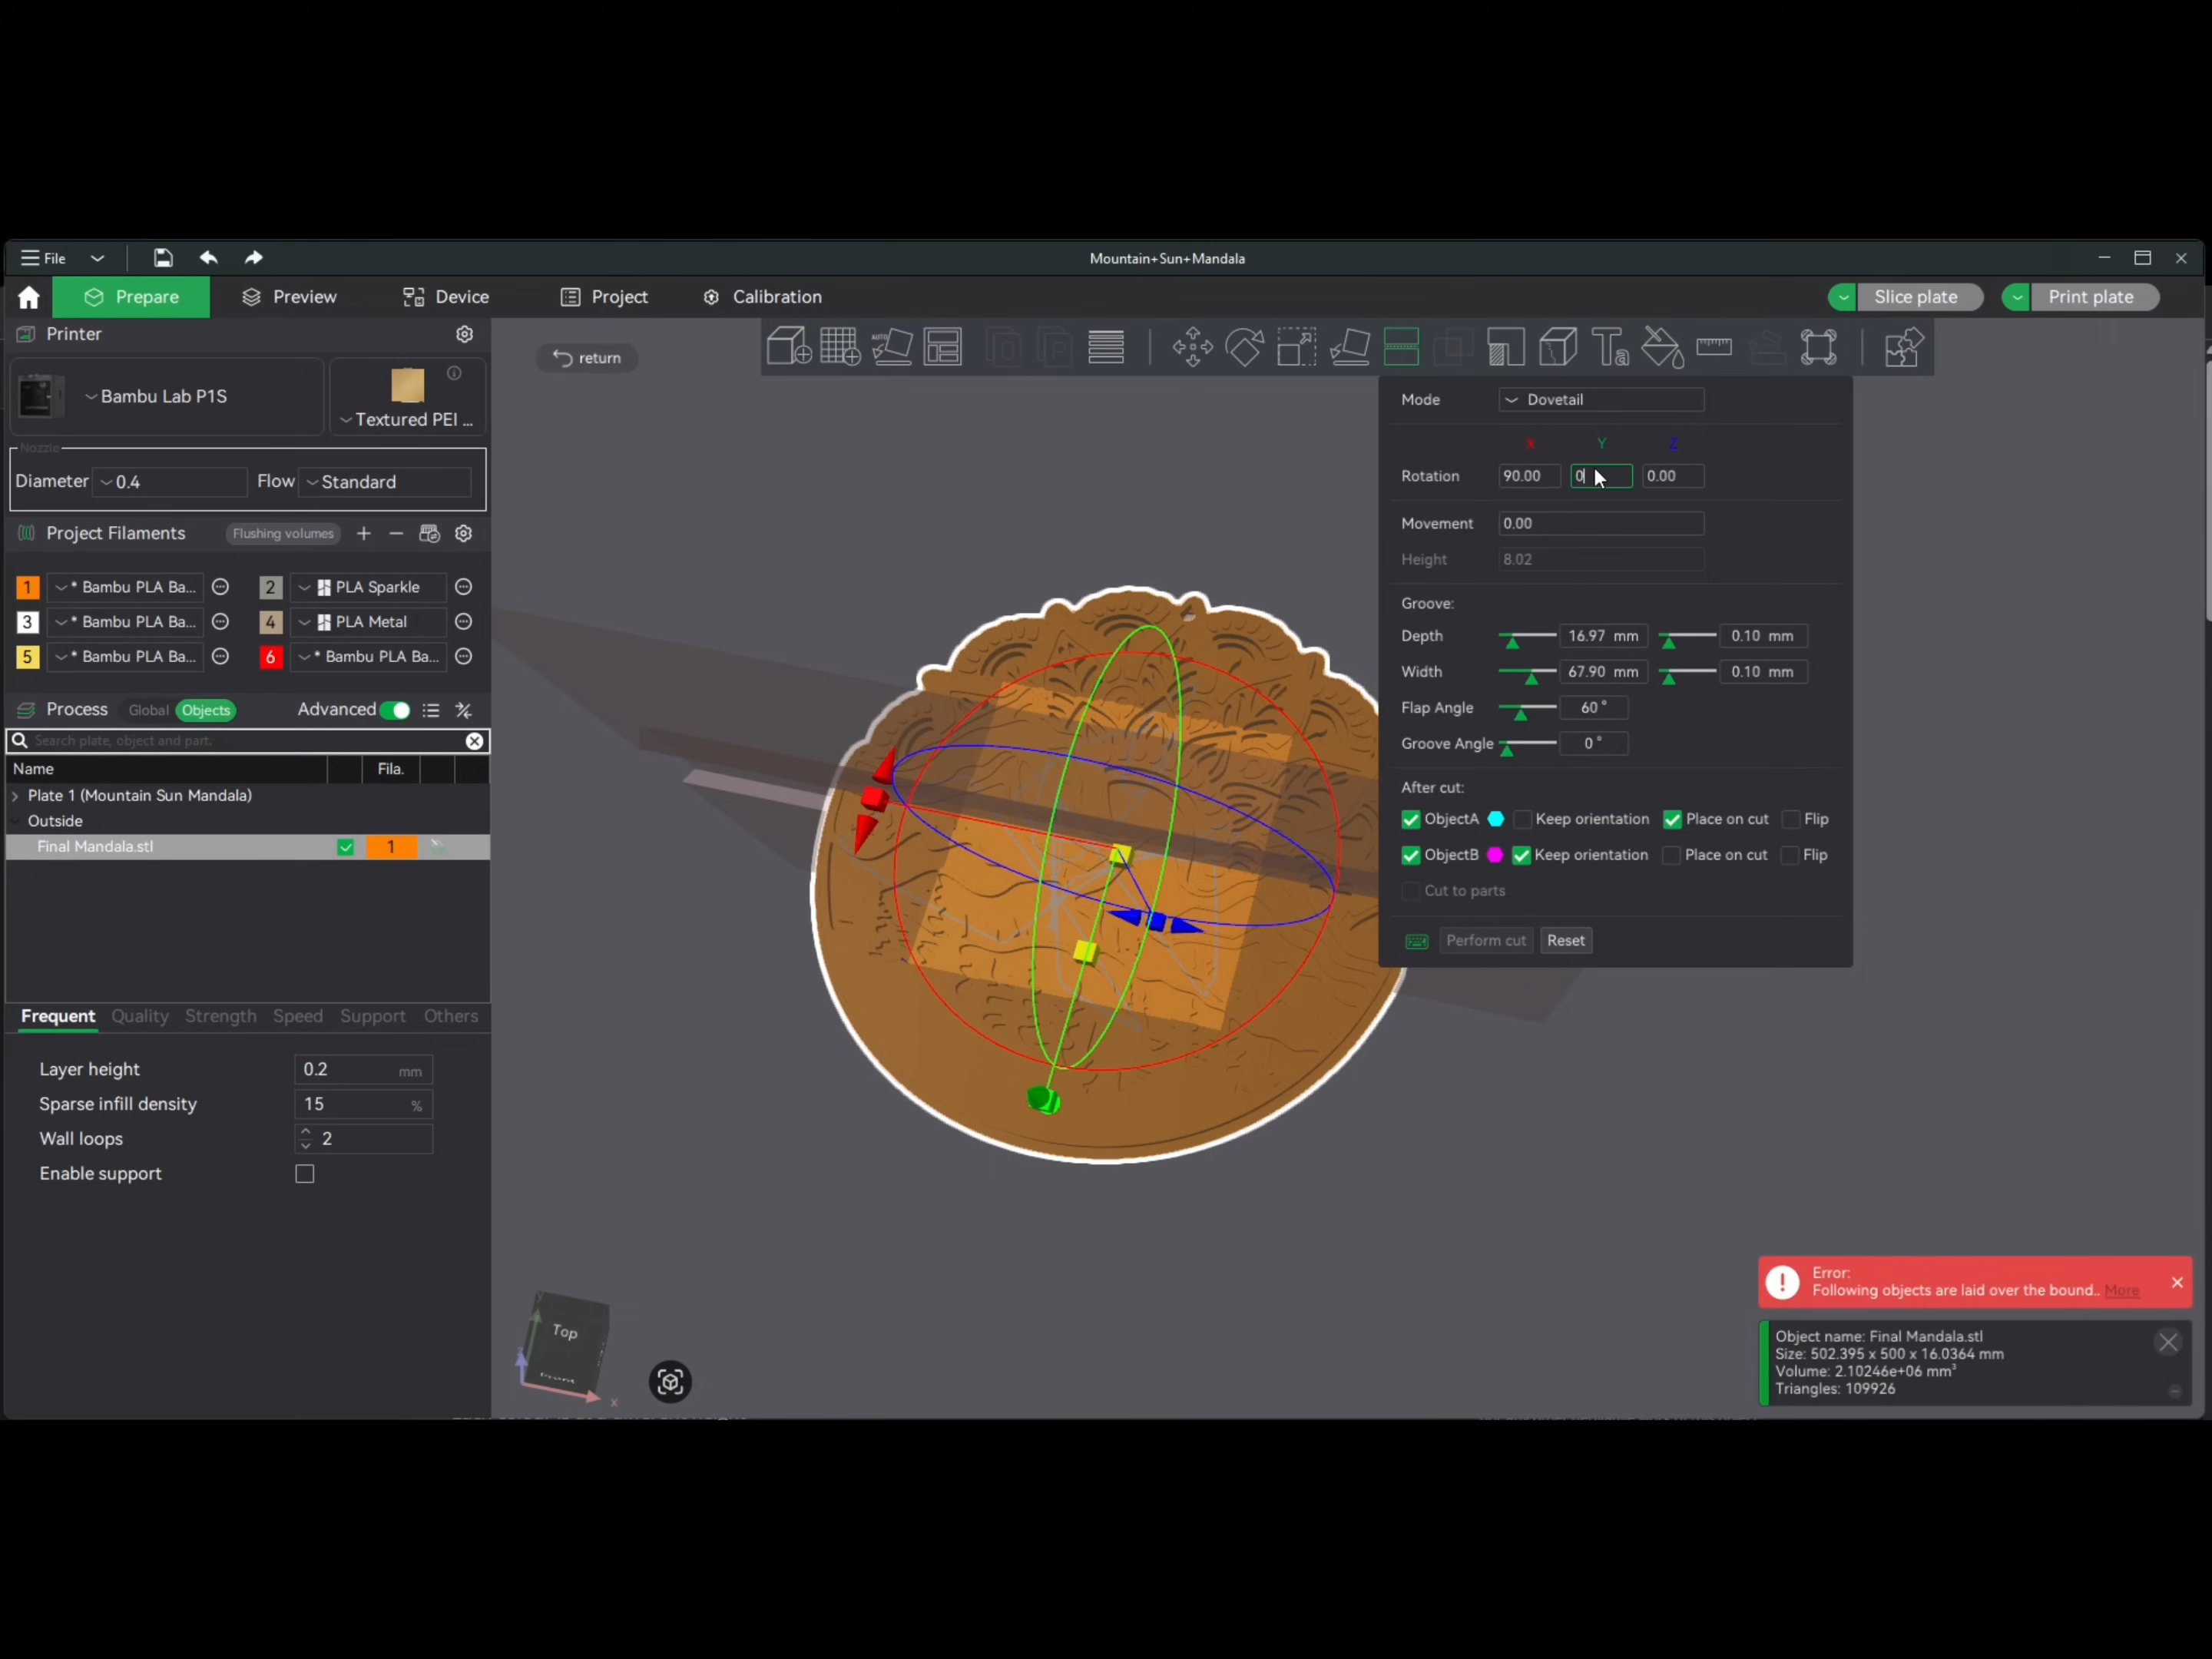 File
Mountain+Sun+Mandala
Prepare
Preview
Device
Project
Calibration
Slice plate
Print plate
Printer
Bambu Lab P1S
Textured PEI ...
Nozzle
Diameter 0.4 Flow Standard
Project Filaments Flushing volumes
1 * Bambu PLA Ba... 2 PLA Sparkle
3 * Bambu PLA Ba... 4 PLA Metal
5 * Bambu PLA Ba... 6 * Bambu PLA Ba...
Process Global Objects Advanced
Search plate, object and part.
Name Fila.
Plate 1 (Mountain Sun Mandala)
Outside
Final Mandala.stl 1
Frequent Quality Strength Speed Support Others
Layer height 0.2 mm
Sparse infill density 15 %
Wall loops 2
Enable support
return
AUTO
Ta
Mode Dovetail
X Y Z
Rotation 90.00 0 0.00
Movement 0.00
Height 8.02
Groove:
Depth 16.97 mm 0.10 mm
Width 67.90 mm 0.10 mm
Flap Angle 60 °
Groove Angle 0 °
After cut:
ObjectA Keep orientation Place on cut Flip
ObjectB Keep orientation Place on cut Flip
Cut to parts
Perform cut Reset
Top
x
Error:
Following objects are laid over the bound.. More
Object name: Final Mandala.stl
Size: 502.395 x 500 x 16.0364 mm
Volume: 2.10246e+06 mm³
Triangles: 109926